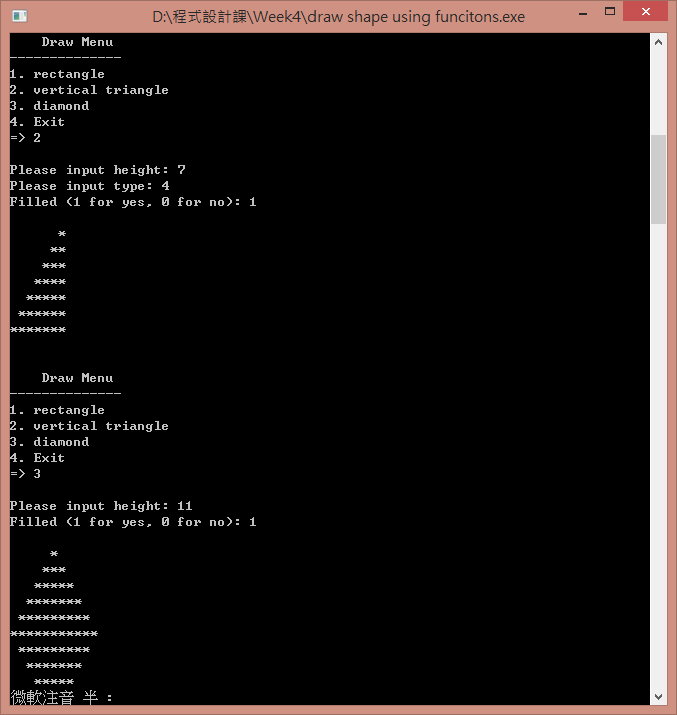 D:\程式設計課\Week4\draw shape using funcitons.exe
    Draw Menu
--------------
1. rectangle
2. vertical triangle
3. diamond
4. Exit
=> 2

Please input height: 7
Please input type: 4
Filled (1 for yes, 0 for no): 1

      *
     **
    ***
   ****
  *****
 ******
*******


    Draw Menu
--------------
1. rectangle
2. vertical triangle
3. diamond
4. Exit
=> 3

Please input height: 11
Filled (1 for yes, 0 for no): 1

     *
    ***
   *****
  *******
 *********
***********
 *********
  *******
   *****
微軟注音 半 :